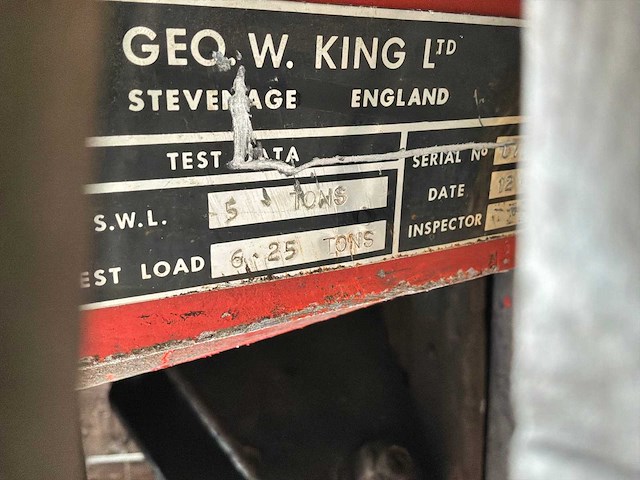 GEO. W. KING LTD
STEVENAGE ENGLAND
TEST DATA
S.W.L. 5 TONS
EST LOAD 6.25 TONS
SERIAL Nº
DATE 12
INSPECTOR